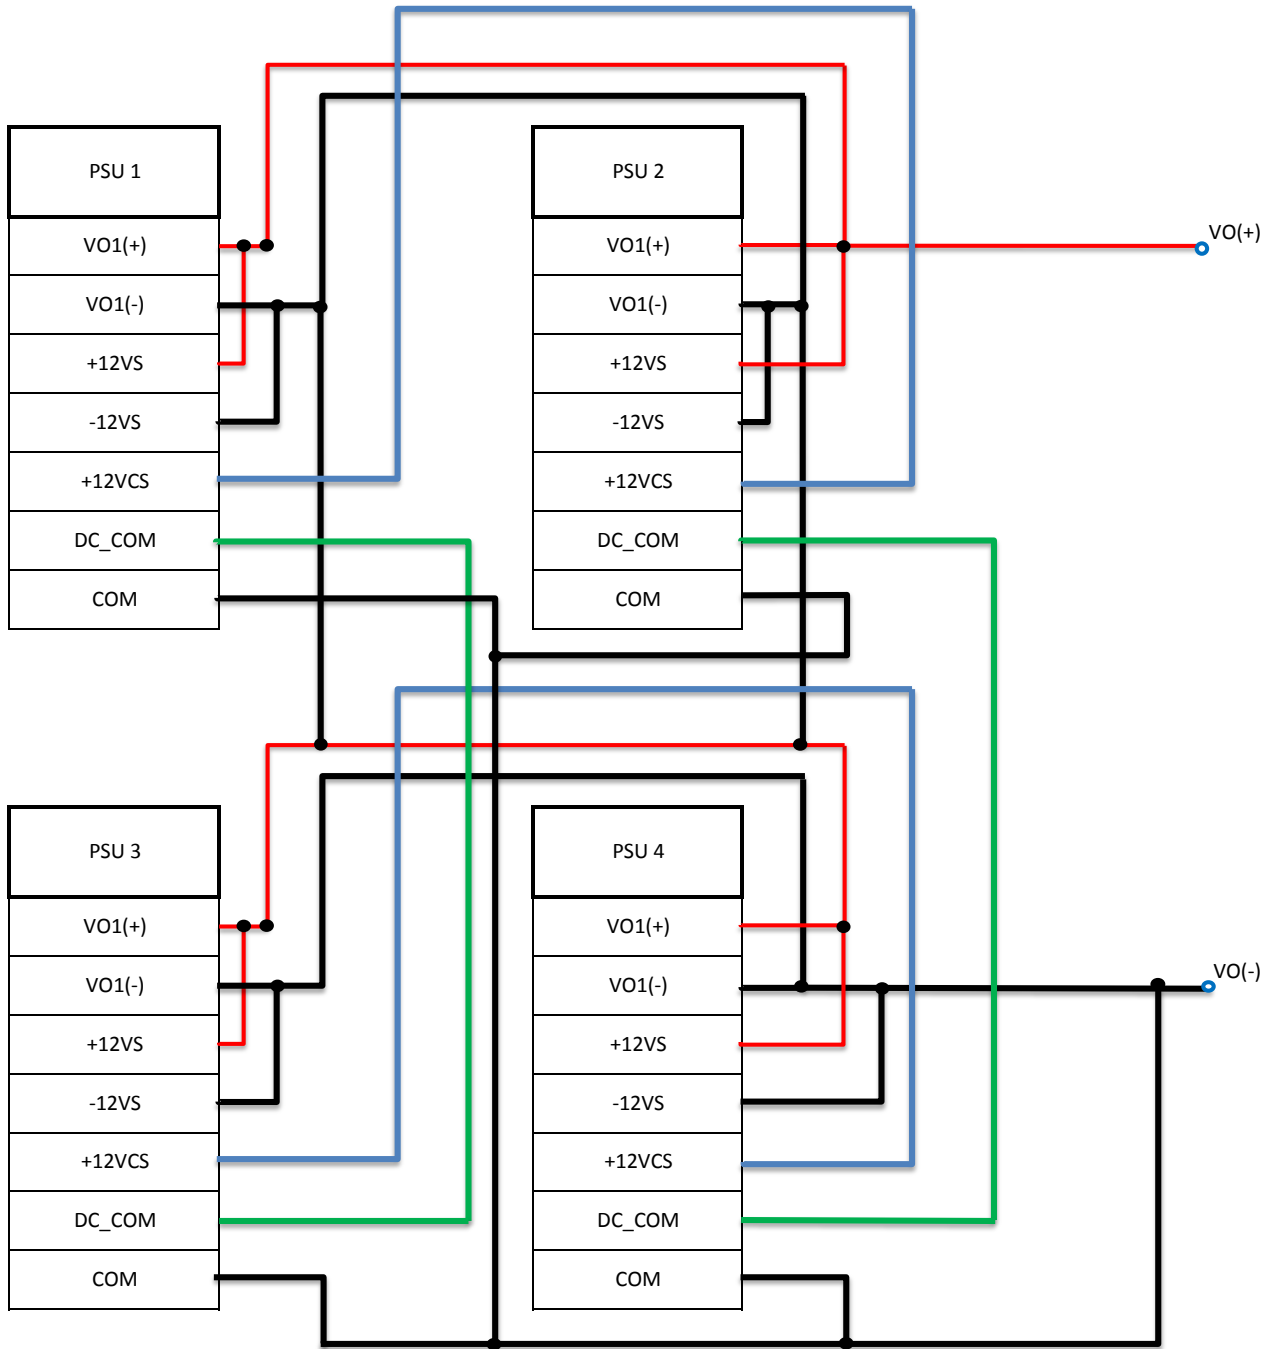 PSU 1
VO1(+)
VO1(-)
+12VS
-12VS
+12VCS
DC_COM
COM
PSU 2
VO1(+)
VO1(-)
+12VS
-12VS
+12VCS
DC_COM
COM
VO(+)
PSU 3
VO1(+)
VO1(-)
+12VS
-12VS
+12VCS
DC_COM
COM
PSU 4
VO1(+)
VO1(-)
+12VS
-12VS
+12VCS
DC_COM
COM
VO(-)